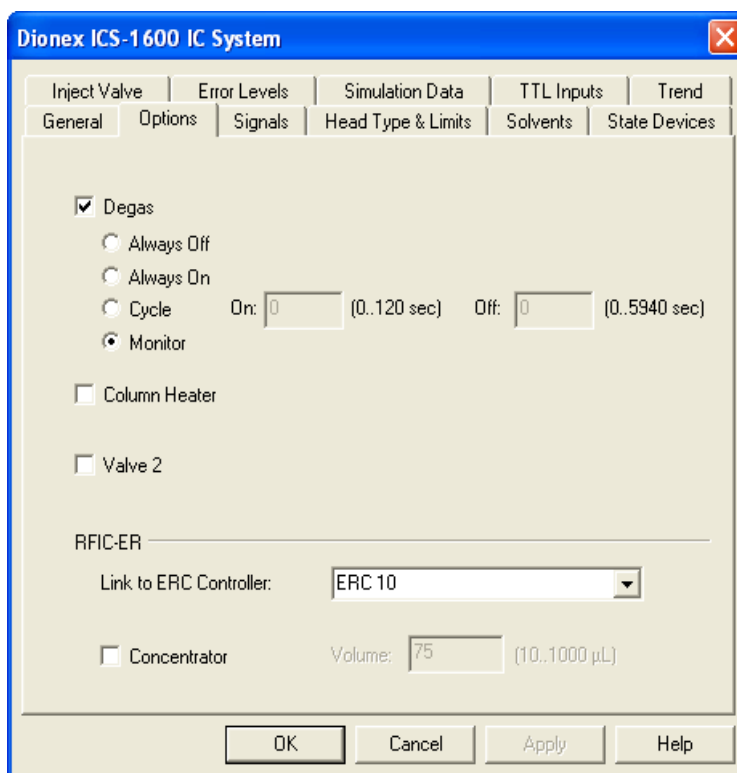 Dionex ICS-1600 IC System
Inject Valve Error Levels Simulation Data TTL Inputs Trend
General Options Signals Head Type & Limits Solvents State Devices
Degas
Always Off
Always On
Cycle On: 0 (0..120 sec) Off: 0 (0..5940 sec)
Monitor
Column Heater
Valve 2
RFIC-ER
Link to ERC Controller: ERC 10
Concentrator Volume: 75 (10..1000 µL)
OK Cancel Apply Help